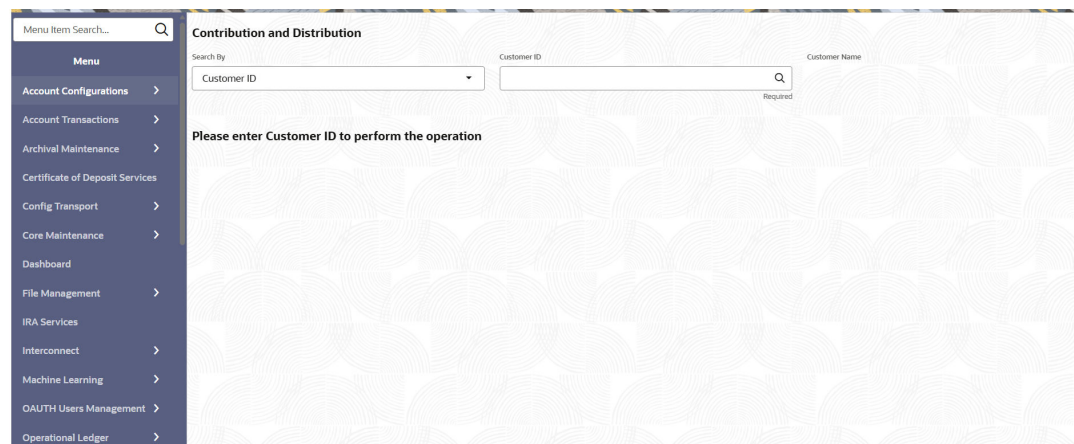 Menu Item Search...
Menu
Account Configurations
Account Transactions
Archival Maintenance
Certificate of Deposit Services
Config Transport
Core Maintenance
Dashboard
File Management
IRA Services
Interconnect
Machine Learning
OAUTH Users Management
Operational Ledger
Contribution and Distribution
Search By
Customer ID
Customer ID
Required
Customer Name
Please enter Customer ID to perform the operation